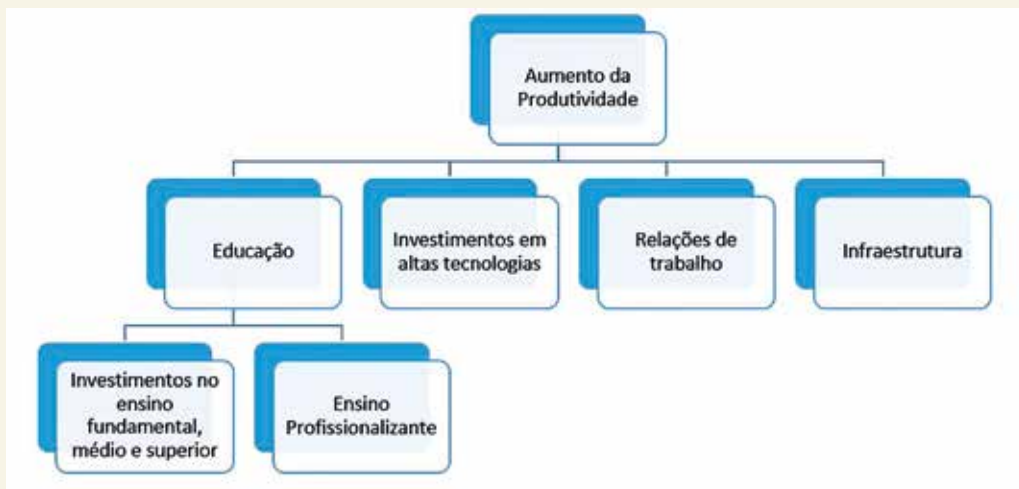 Aumento da
Produtividade
Educação
Investimentos em
altas tecnologias
Relações de
trabalho
Infraestrutura
Investimentos no
ensino
fundamental,
médio e superior
Ensino
Profissionalizante